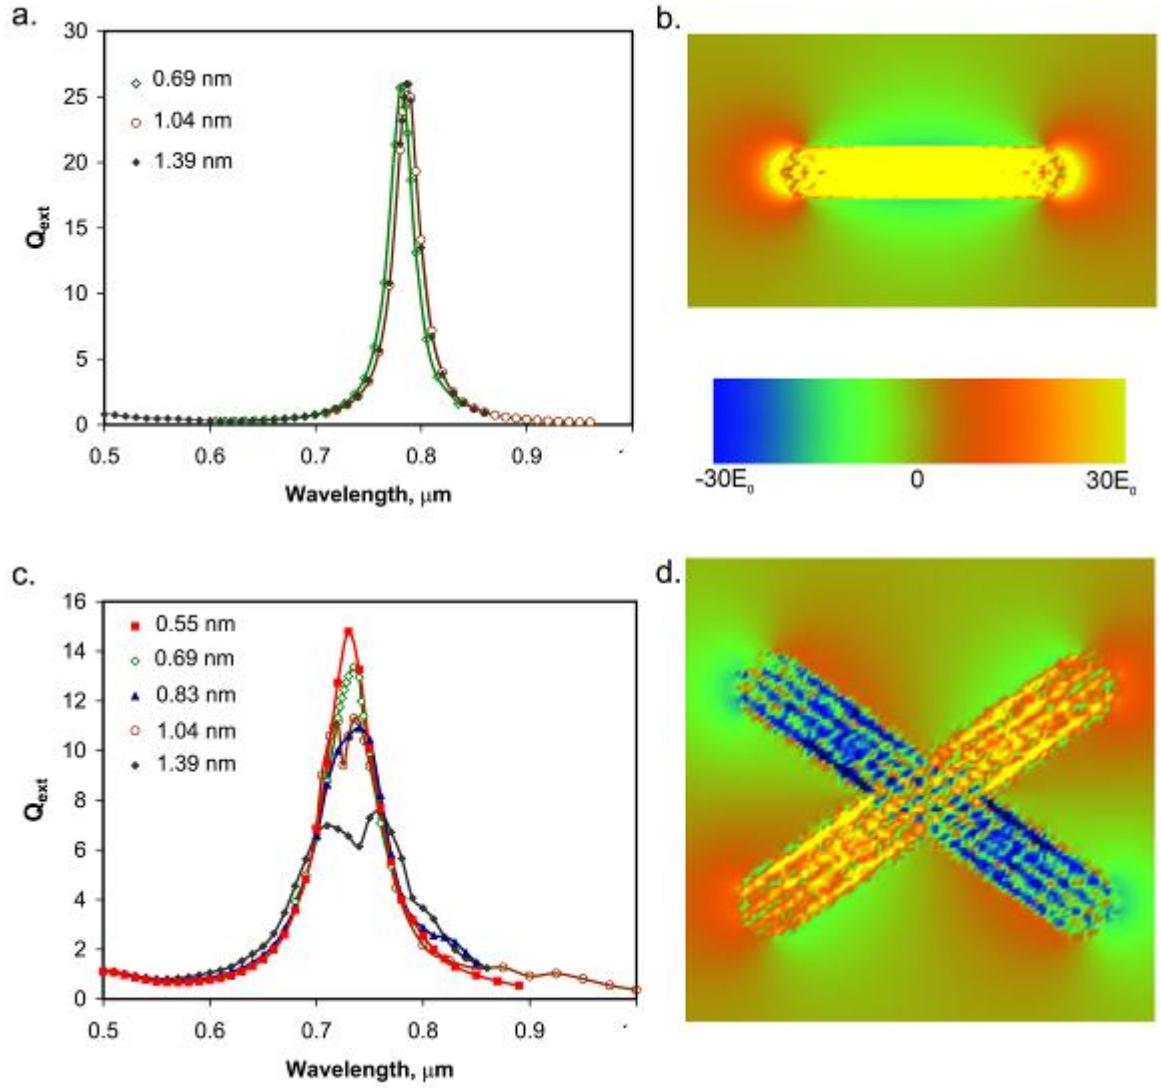 a.
30
25
20
15
10
5
0
Qext
0.69 nm
1.04 nm
1.39 nm
0.5 0.6 0.7 0.8 0.9
Wavelength, μm
b.
-30E₀ 0 30E₀
c.
16
14
12
10
8
6
4
2
0
Qext
0.55 nm
0.69 nm
0.83 nm
1.04 nm
1.39 nm
0.5 0.6 0.7 0.8 0.9
Wavelength, μm
d.